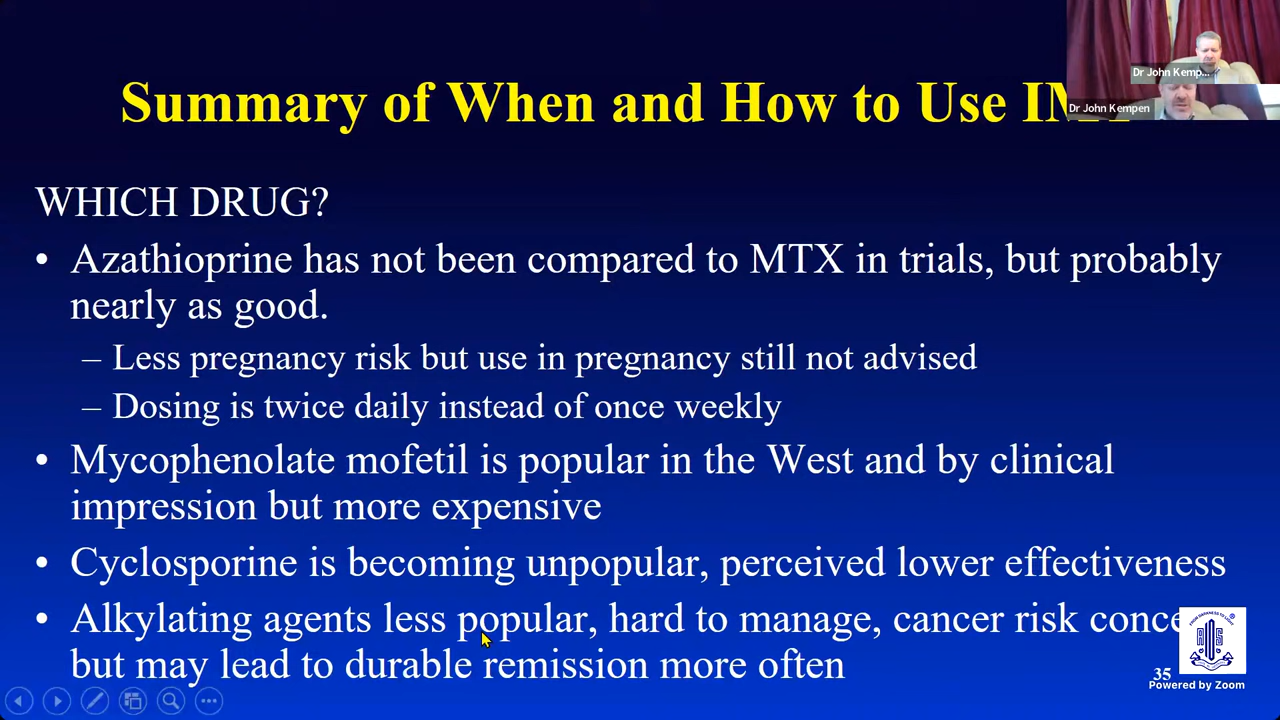 Summary of When and How to Use IMT
Dr John Kemp...
Dr John Kempen
WHICH DRUG?
• Azathioprine has not been compared to MTX in trials, but probably
nearly as good.
– Less pregnancy risk but use in pregnancy still not advised
– Dosing is twice daily instead of once weekly
• Mycophenolate mofetil is popular in the West and by clinical
impression but more expensive
• Cyclosporine is becoming unpopular, perceived lower effectiveness
• Alkylating agents less popular, hard to manage, cancer risk conce
but may lead to durable remission more often
35
Powered by Zoom